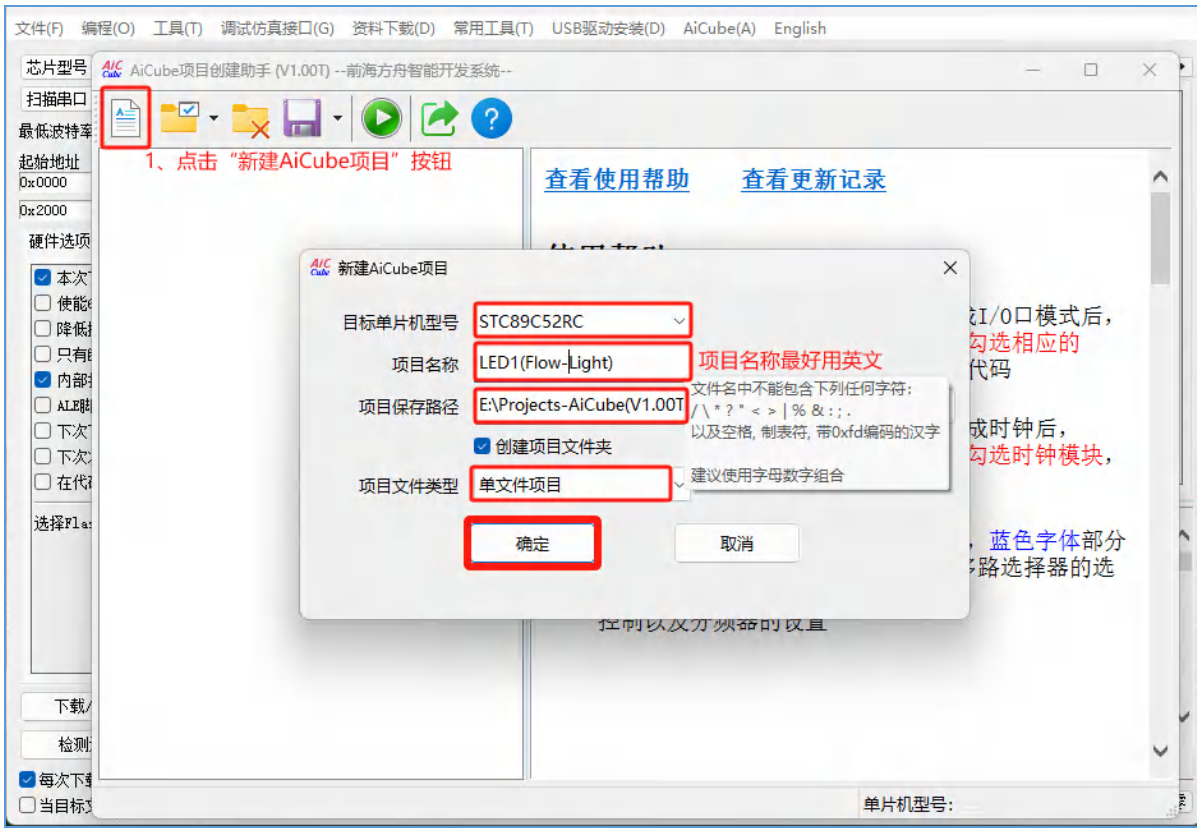 文件(F) 编程(O) 工具(T) 调试仿真接口(G) 资料下载(D) 常用工具(T) USB驱动安装(D) AiCube(A) English
芯片型号
AiCube项目创建助手 (V1.00T) --前海方舟智能开发系统--
扫描串口
最低波特率
起始地址
0x0000
0x2000
1、点击“新建AiCube项目”按钮
查看使用帮助 查看更新记录
硬件选项
新建AiCube项目
本次
使能
降低
只有
内部
ALE脚
下次
下次
在代
目标单片机型号 STC89C52RC
项目名称 LED1(Flow-Light) 项目名称最好用英文
项目保存路径 E:\Projects-AiCube(V1.00T
文件名中不能包含下列任何字符:
/ \ * ? " < > | % & : ; .
以及空格, 制表符, 带0xfd编码的汉字
建议使用字母数字组合
创建项目文件夹
项目文件类型 单文件项目
确定 取消
I/O口模式后，
勾选相应的
代码
成时钟后，
勾选时钟模块，
，蓝色字体部分
路选择器的选
控制以及分频器的设置
选择Flas
下载/
检测
每次下载
当目标文
单片机型号: